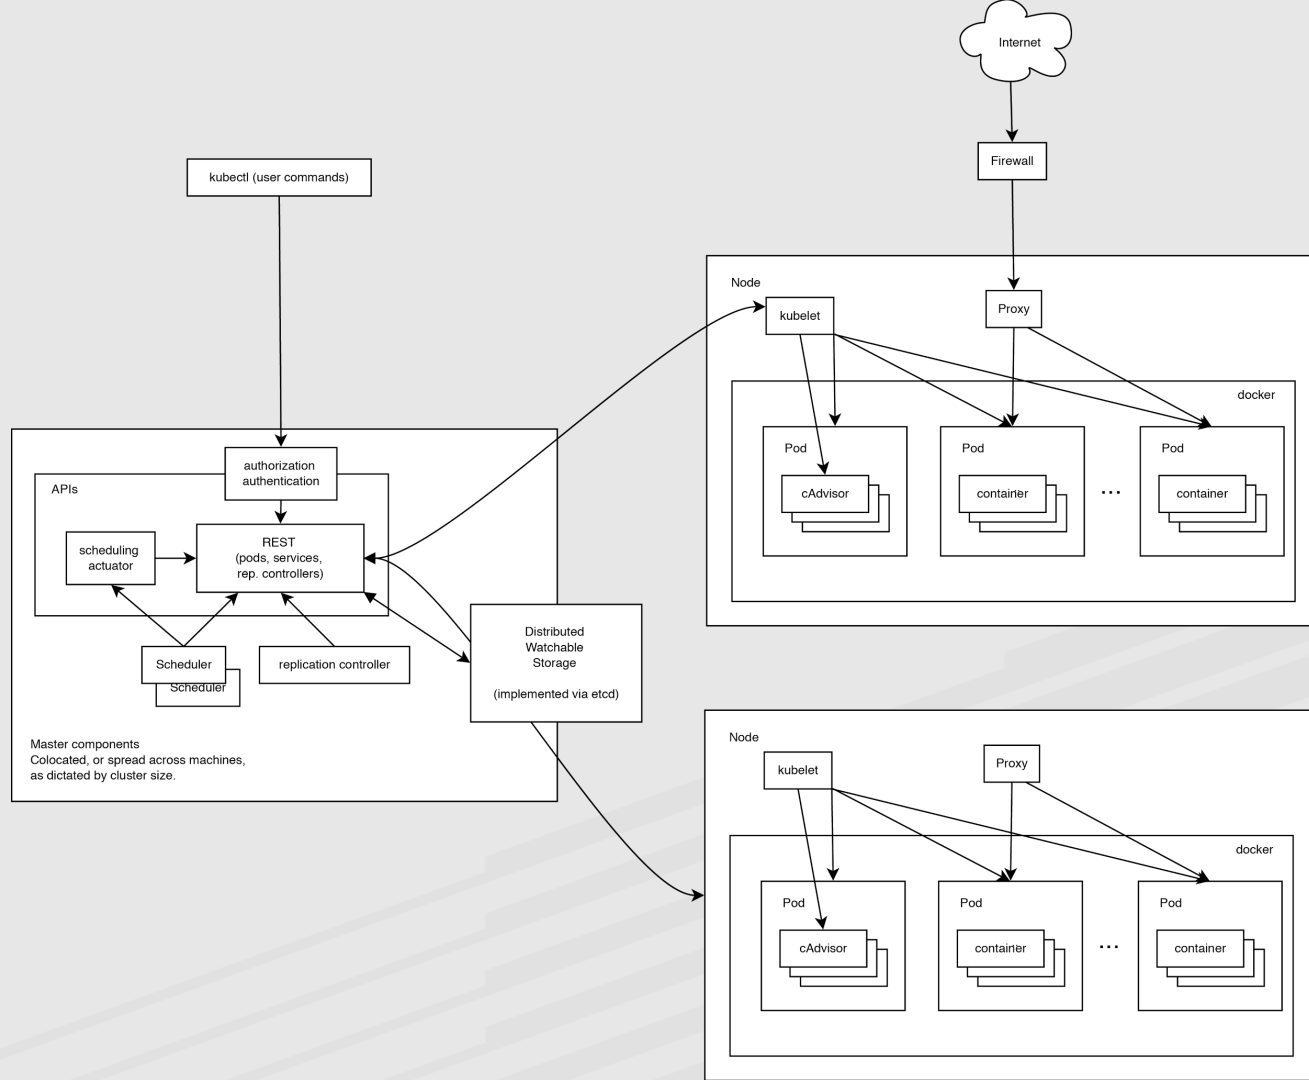 Internet
Firewall
kubectl (user commands)
Node
kubelet
Proxy
docker
Pod
cAdvisor
Pod
container
...
Pod
container
authorization
authentication
APIs
scheduling
actuator
REST
(pods, services,
rep. controllers)
Scheduler
Scheduler
replication controller
Distributed
Watchable
Storage
(implemented via etcd)
Master components
Colocated, or spread across machines,
as dictated by cluster size.
Node
kubelet
Proxy
docker
Pod
cAdvisor
Pod
container
...
Pod
container